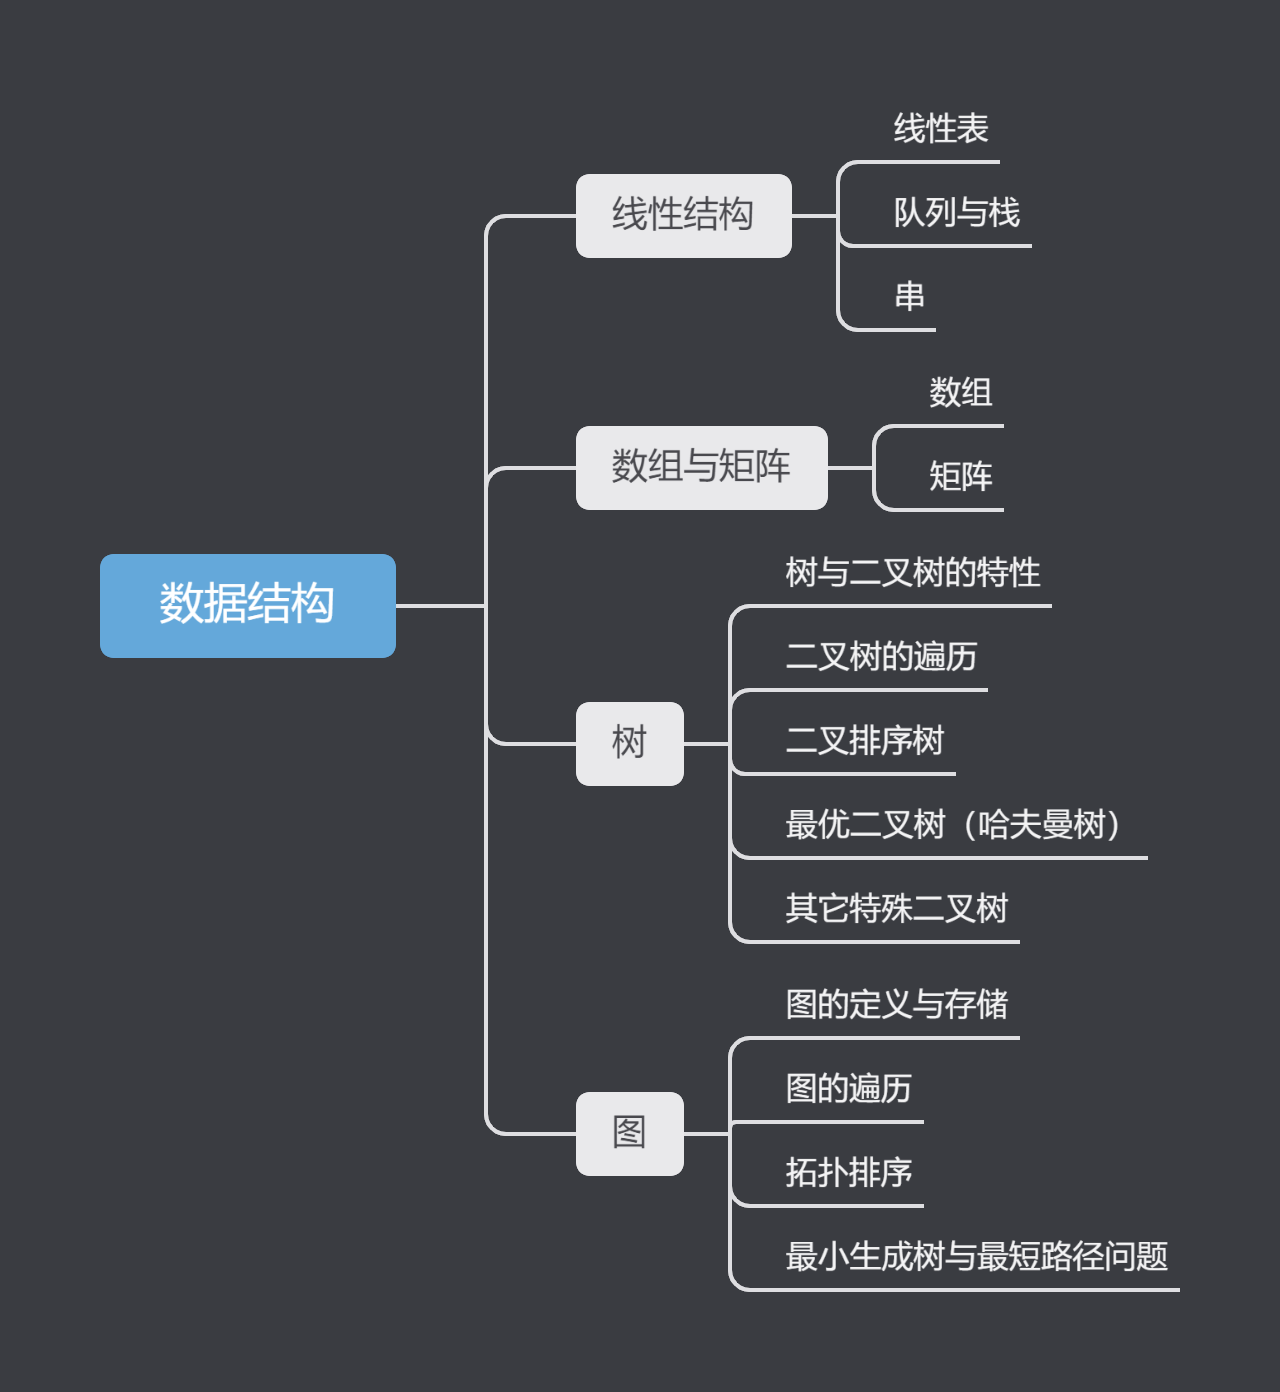 数据结构
线性结构
线性表
队列与栈
串
数组与矩阵
数组
矩阵
树
树与二叉树的特性
二叉树的遍历
二叉排序树
最优二叉树（哈夫曼树）
其它特殊二叉树
图
图的定义与存储
图的遍历
拓扑排序
最小生成树与最短路径问题